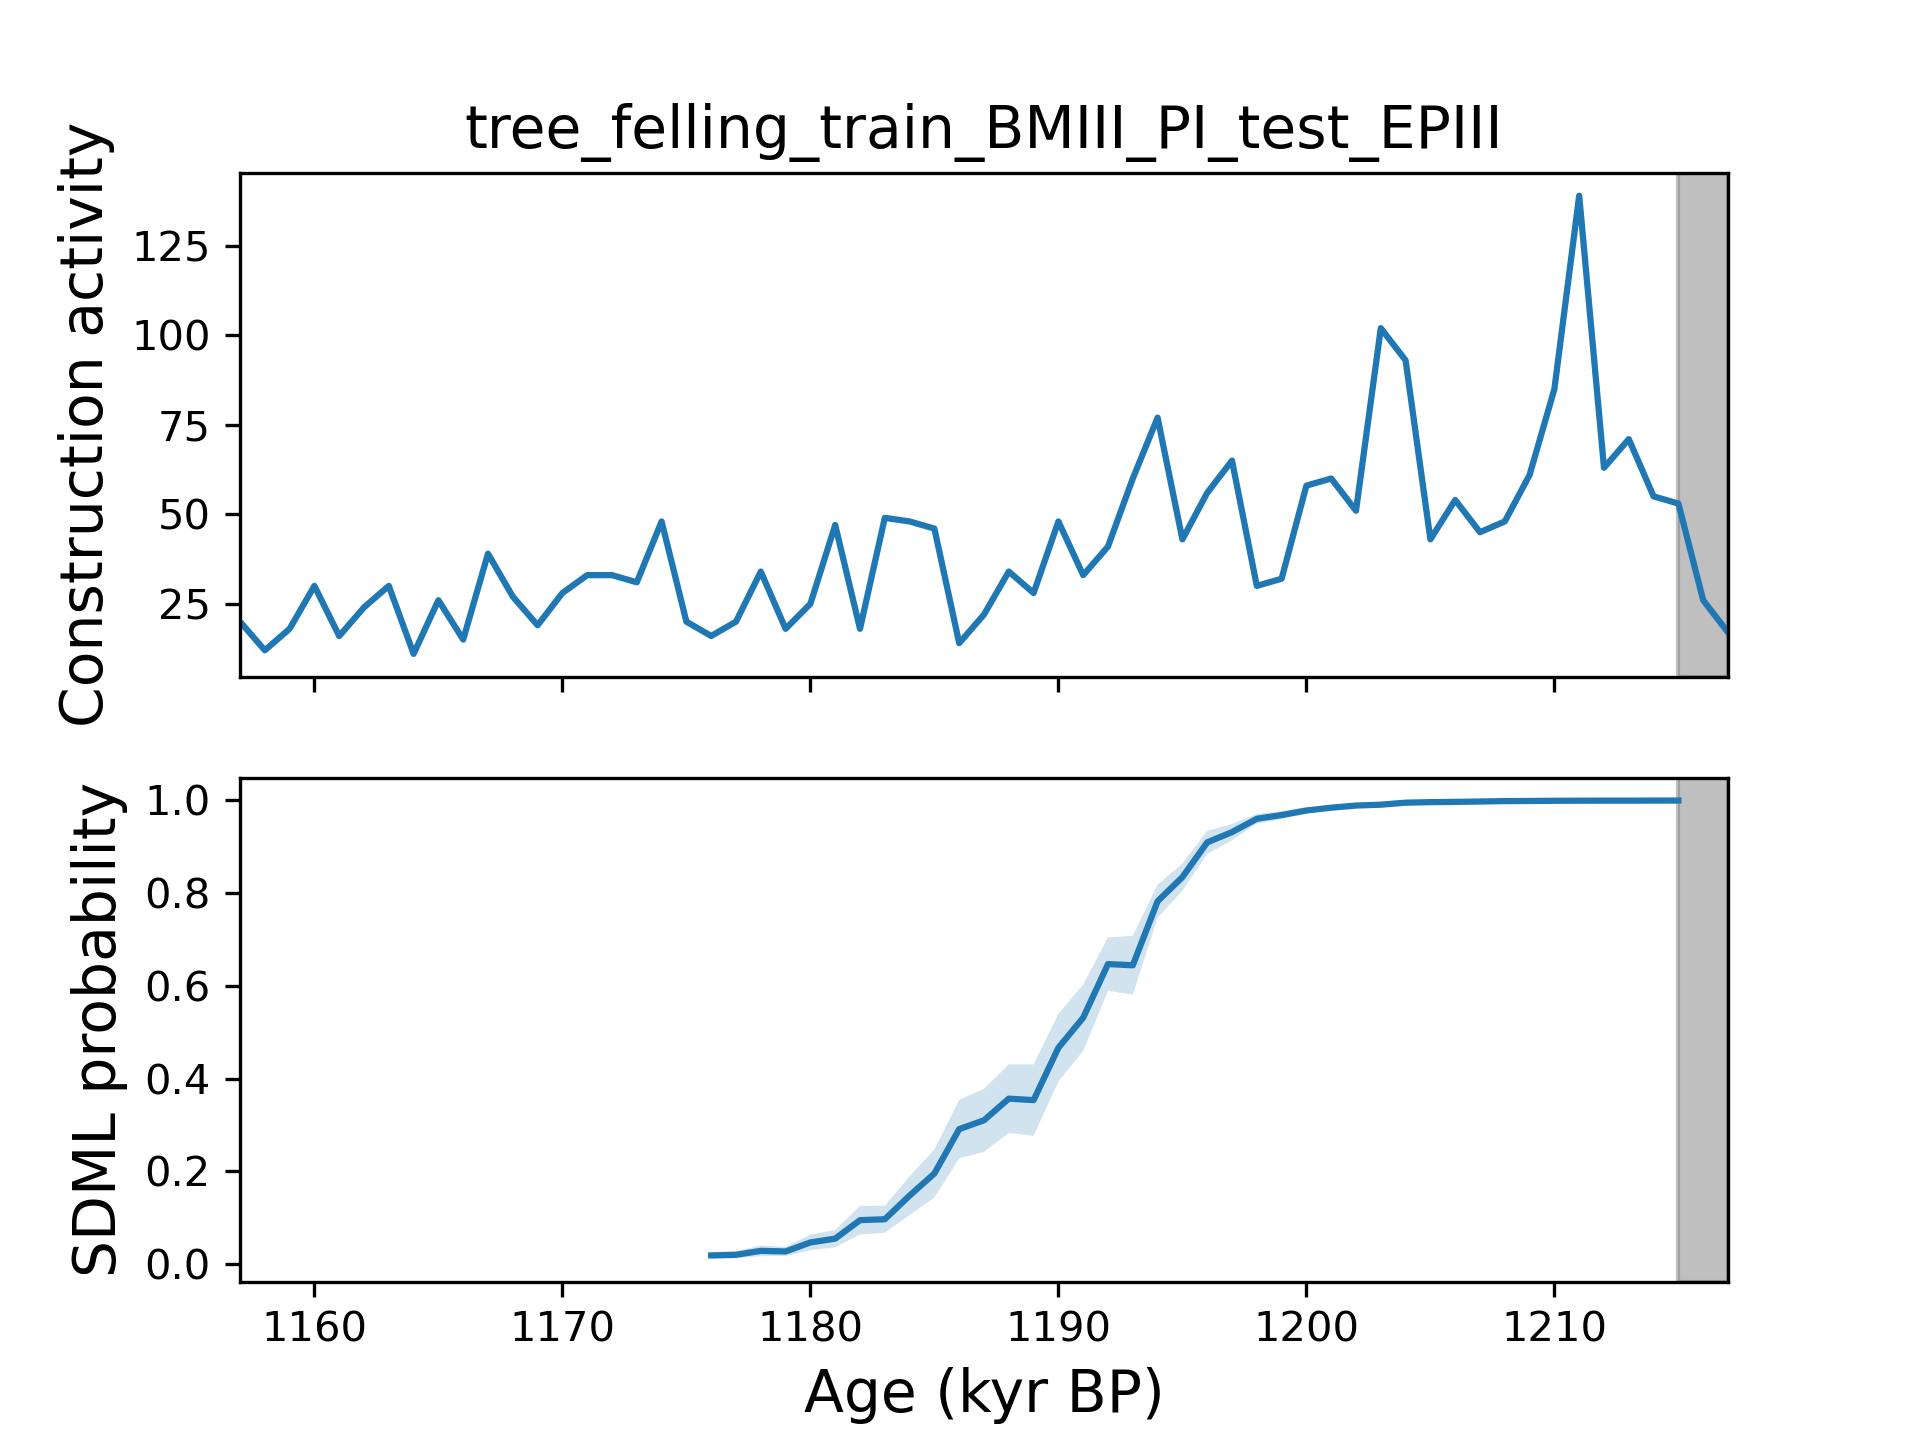 tree_felling_train_BMIII_PI_test_EPIII
Construction activity
125
100
75
50
25
SDML probability
1.0
0.8
0.6
0.4
0.2
0.0
1160 1170 1180 1190 1200 1210
Age (kyr BP)